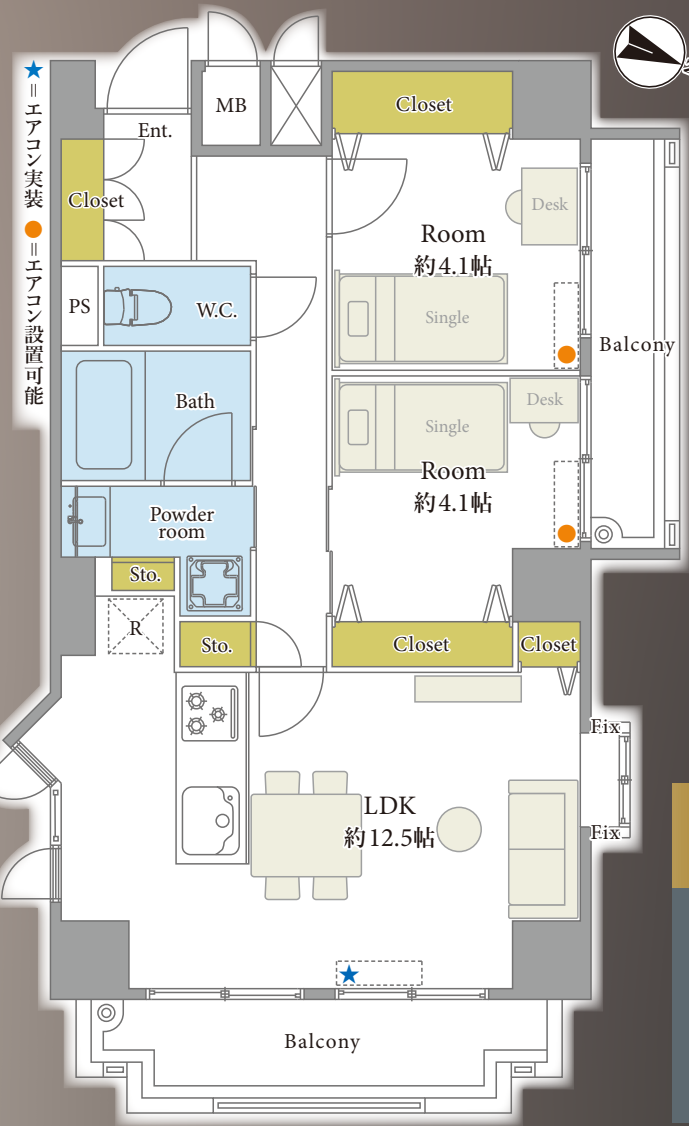 ★=エアコン実装 ●=エアコン設置可能
MB
Closet
Ent.
Closet
Desk
Room
約4.1帖
PS
W.C.
Single
Balcony
Bath
Desk
Single
Room
約4.1帖
Powder
room
Sto.
R
Sto.
Closet
Closet
Fix
LDK
約12.5帖
Fix
★
Balcony